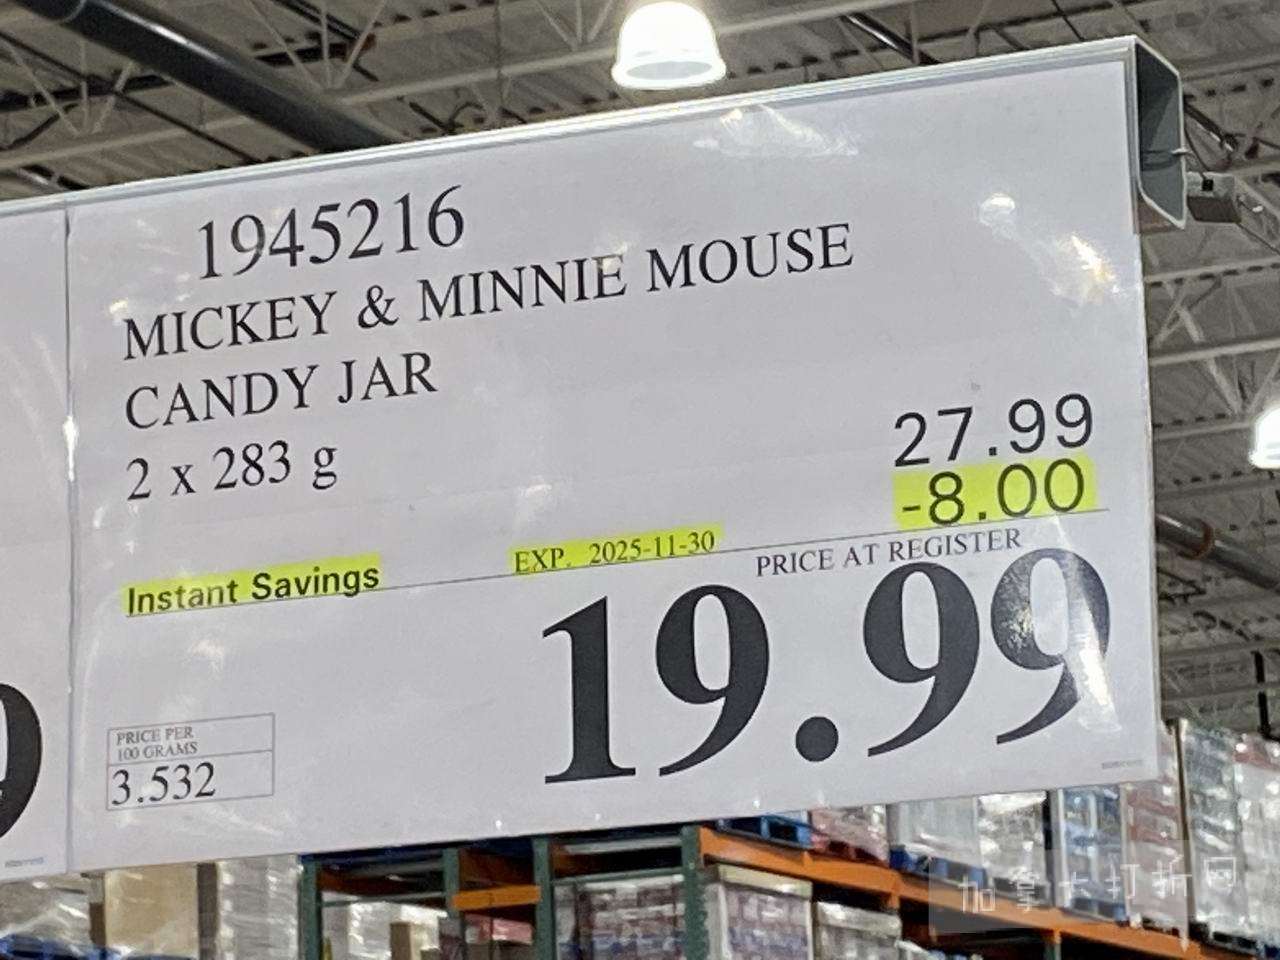 1945216
MICKEY & MINNIE MOUSE
CANDY JAR
2 x 283 g
27.99
-8.00
Instant Savings
EXP. 2025-11-30
PRICE AT REGISTER
19.99
PRICE PER
100 GRAMS
3.532
9
加拿大打折网